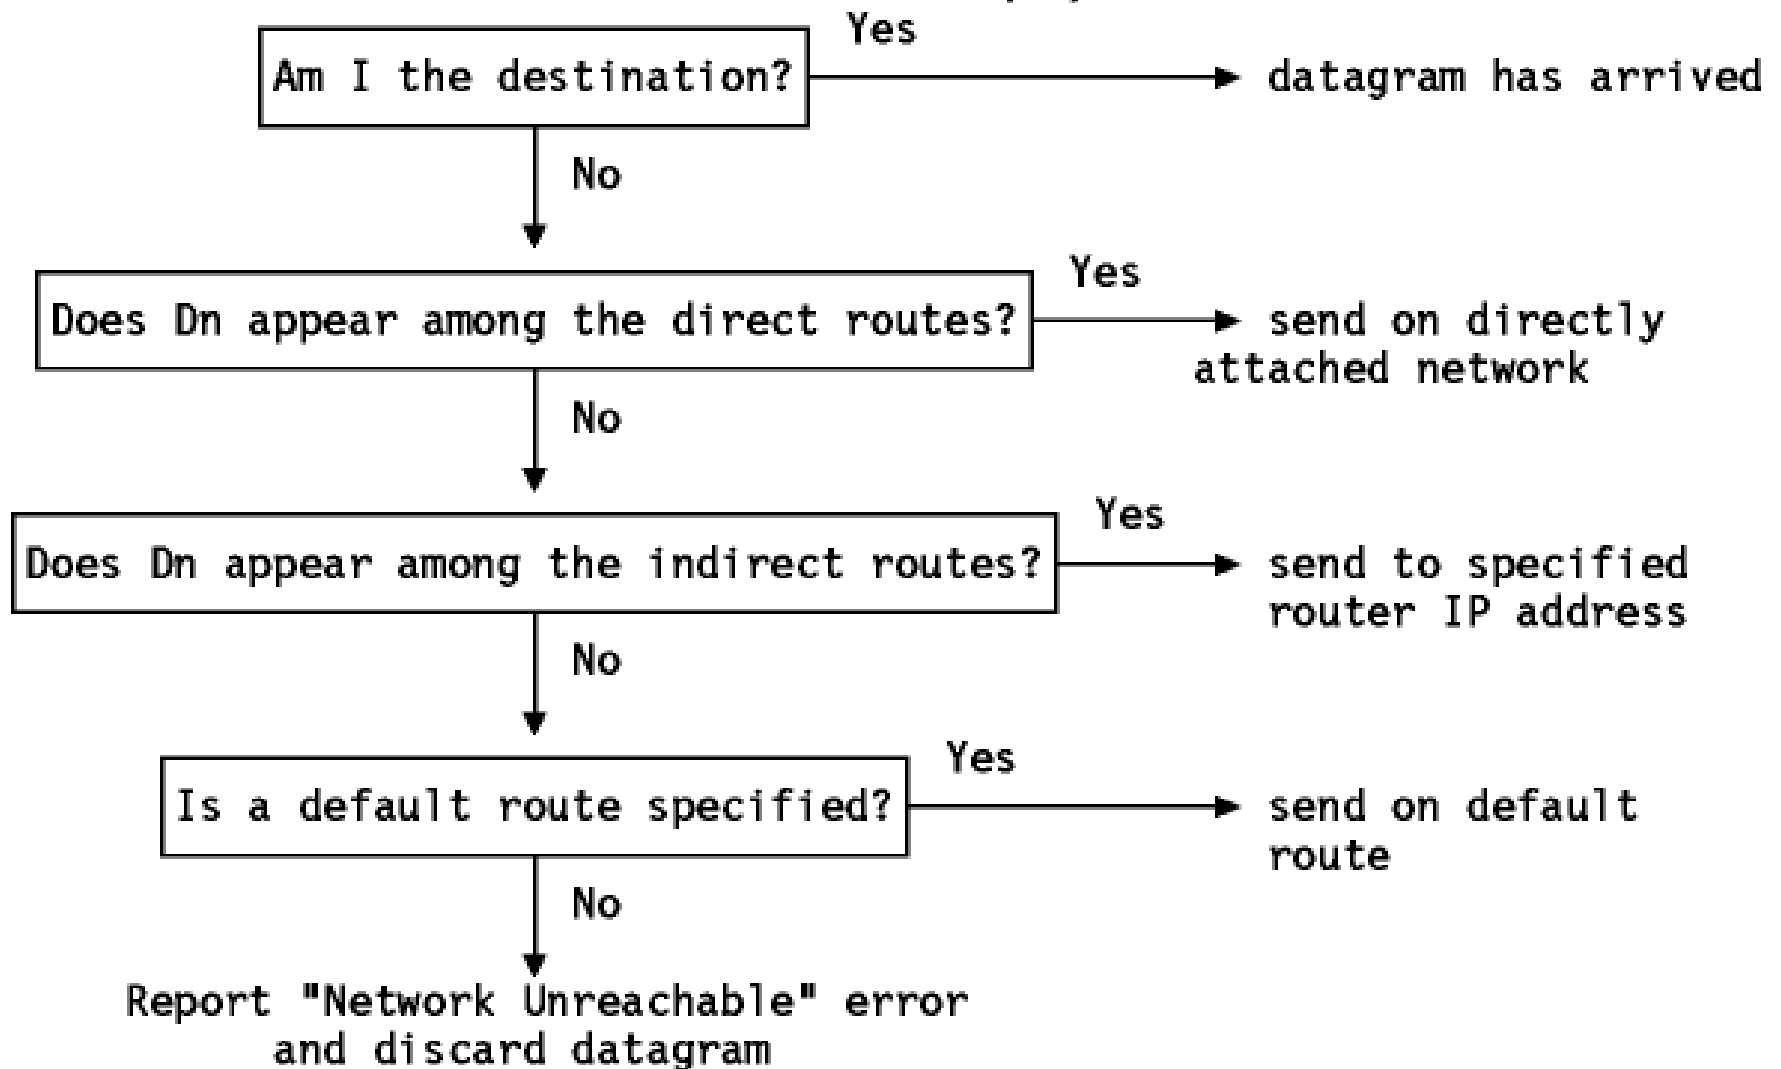 Yes
Am I the destination?
datagram has arrived
No
Yes
Does Dn appear among the direct routes?
send on directly
attached network
No
Yes
Does Dn appear among the indirect routes?
send to specified
router IP address
No
Yes
Is a default route specified?
send on default
route
No
Report "Network Unreachable" error
and discard datagram